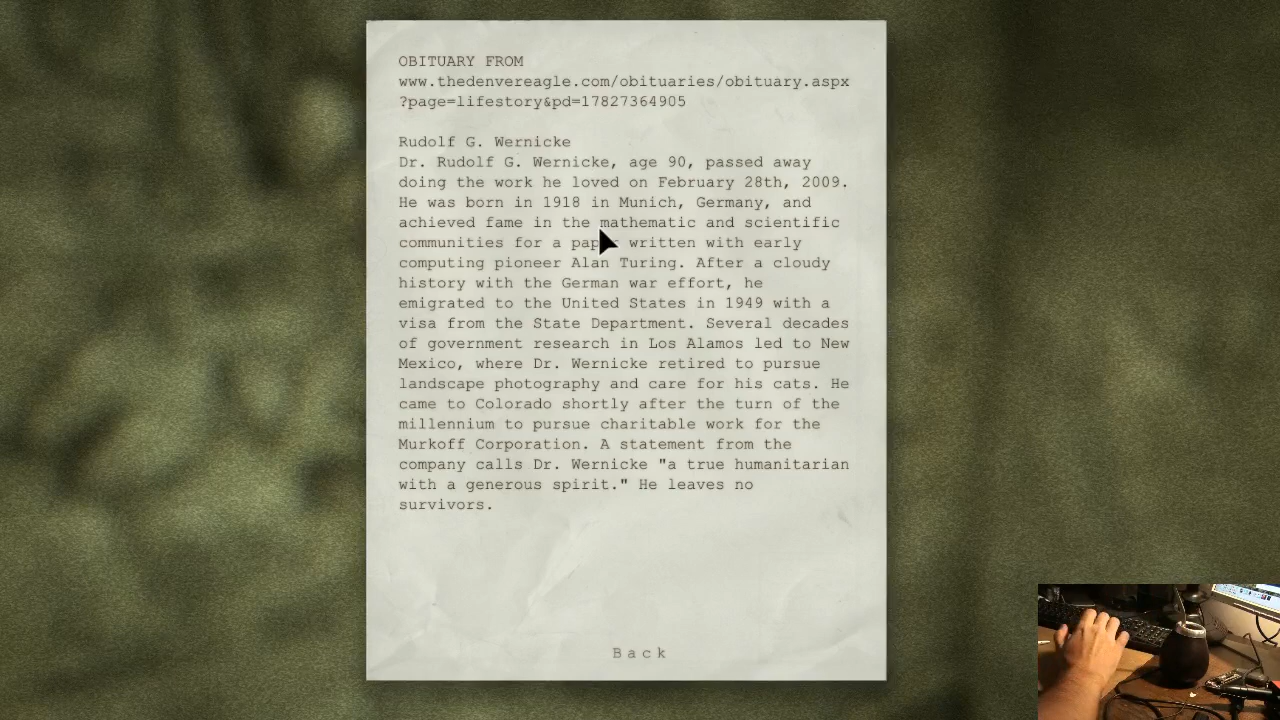 OBITUARY FROM
www.thedenvereagle.com/obituaries/obituary.aspx
?page=lifestory&pd=17827364905
Rudolf G. Wernicke
Dr. Rudolf G. Wernicke, age 90, passed away
doing the work he loved on February 28th, 2009.
He was born in 1918 in Munich, Germany, and
achieved fame in the mathematic and scientific
communities for a paper written with early
computing pioneer Alan Turing. After a cloudy
history with the German war effort, he
emigrated to the United States in 1949 with a
visa from the State Department. Several decades
of government research in Los Alamos led to New
Mexico, where Dr. Wernicke retired to pursue
landscape photography and care for his cats. He
came to Colorado shortly after the turn of the
millennium to pursue charitable work for the
Murkoff Corporation. A statement from the
company calls Dr. Wernicke "a true humanitarian
with a generous spirit." He leaves no
survivors.
Back